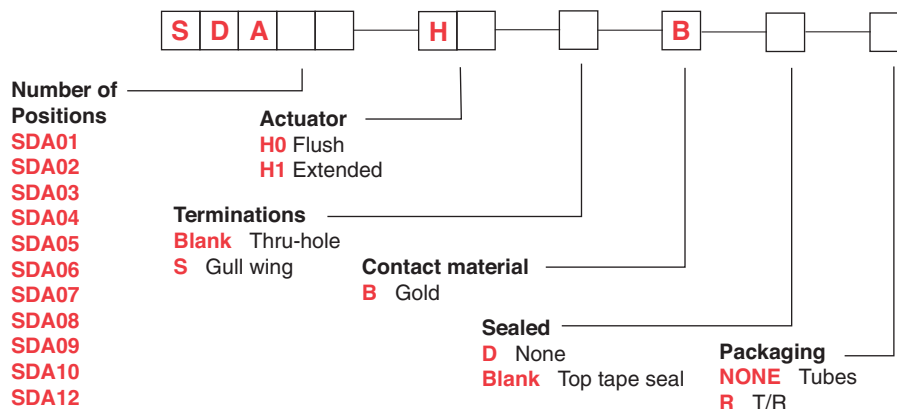 S D A H B
Number of
Positions
SDA01
SDA02
SDA03
SDA04
SDA05
SDA06
SDA07
SDA08
SDA09
SDA10
SDA12
Actuator
H0 Flush
H1 Extended
Terminations
Blank Thru-hole
S Gull wing
Contact material
B Gold
Sealed
D None
Blank Top tape seal
Packaging
NONE Tubes
R T/R